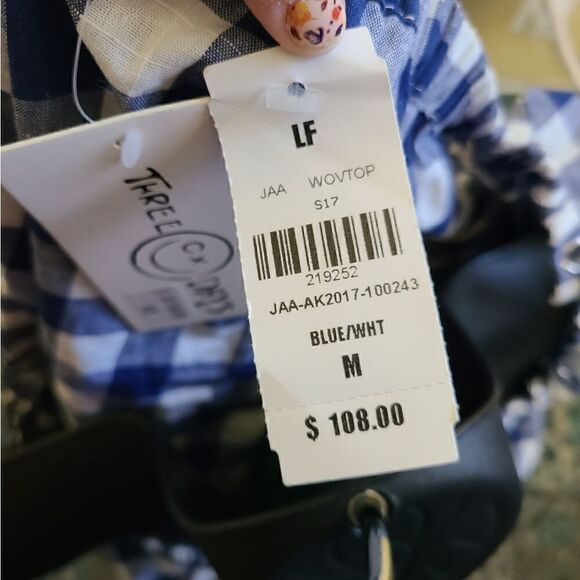 THREE
DOTS
LF
JAA WOVTOP
S17
219252
JAA-AK2017-100243
BLUE/WHT
M
$ 108.00